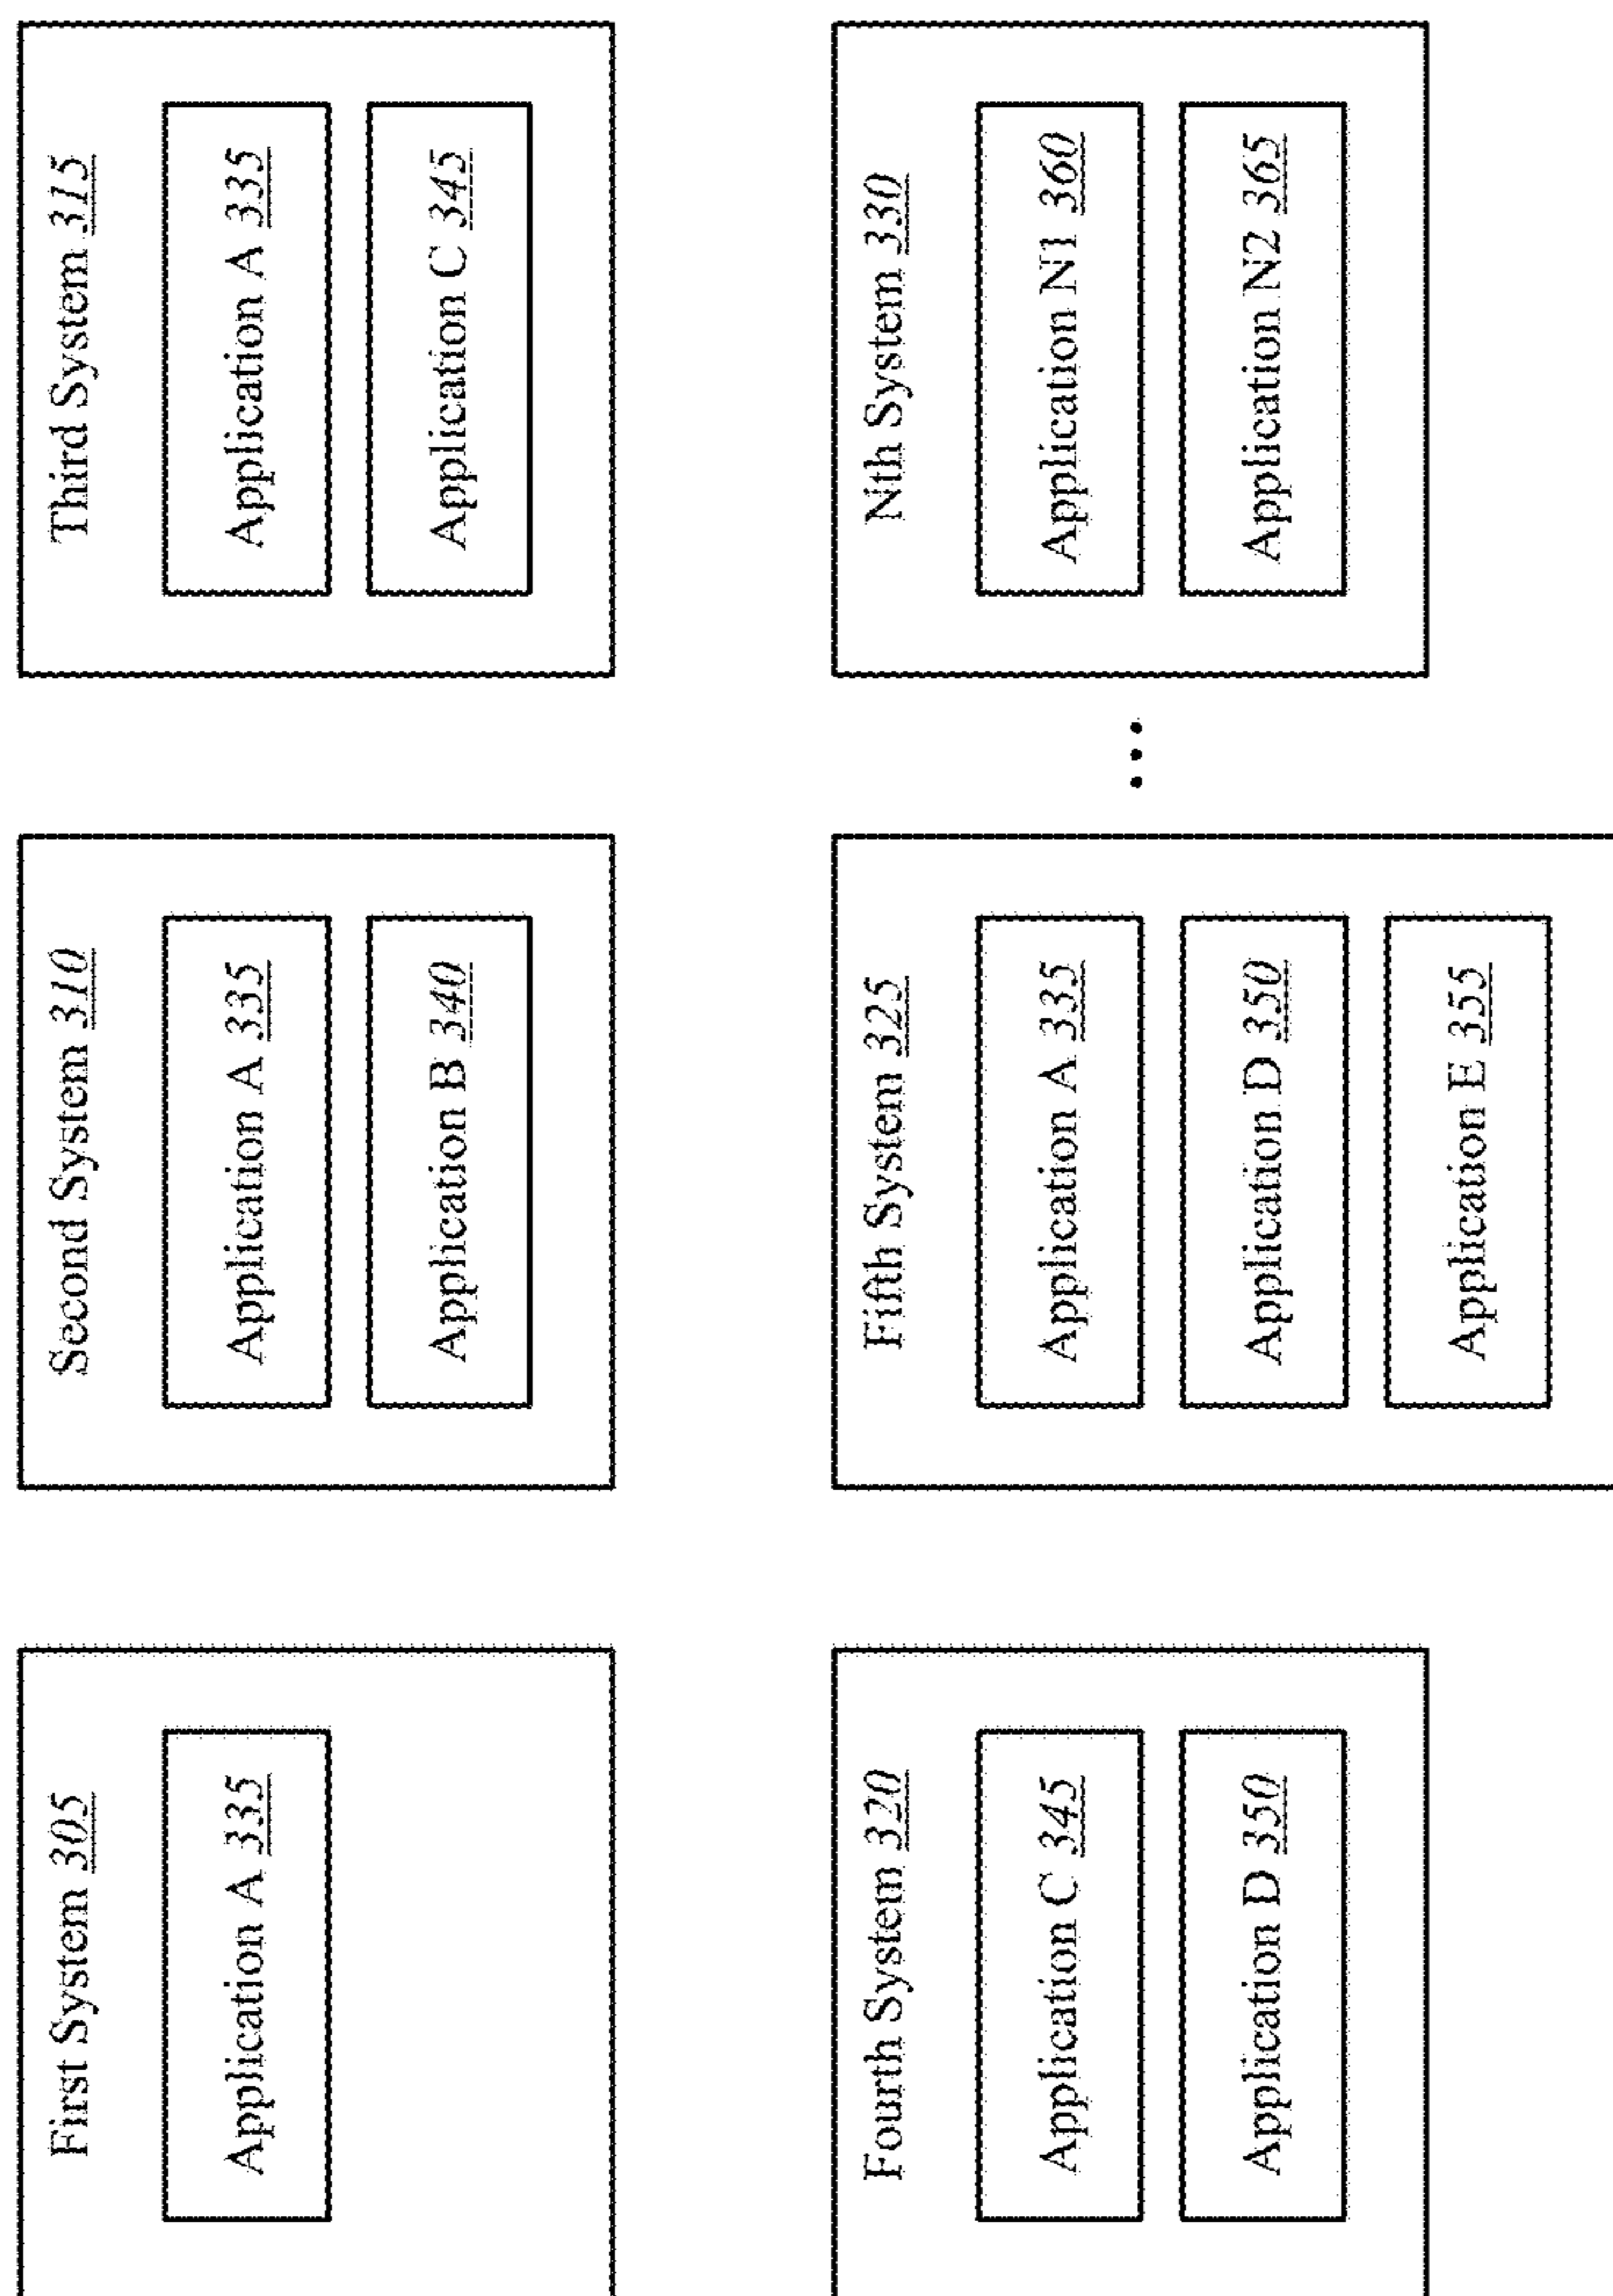 First System 305
Application A 335
Second System 310
Application A 335
Application B 340
Third System 315
Application A 335
Application C 345
Fourth System 320
Application C 345
Application D 350
Fifth System 325
Application A 335
Application D 350
Application E 355
...
Nth System 330
Application N1 360
Application N2 365